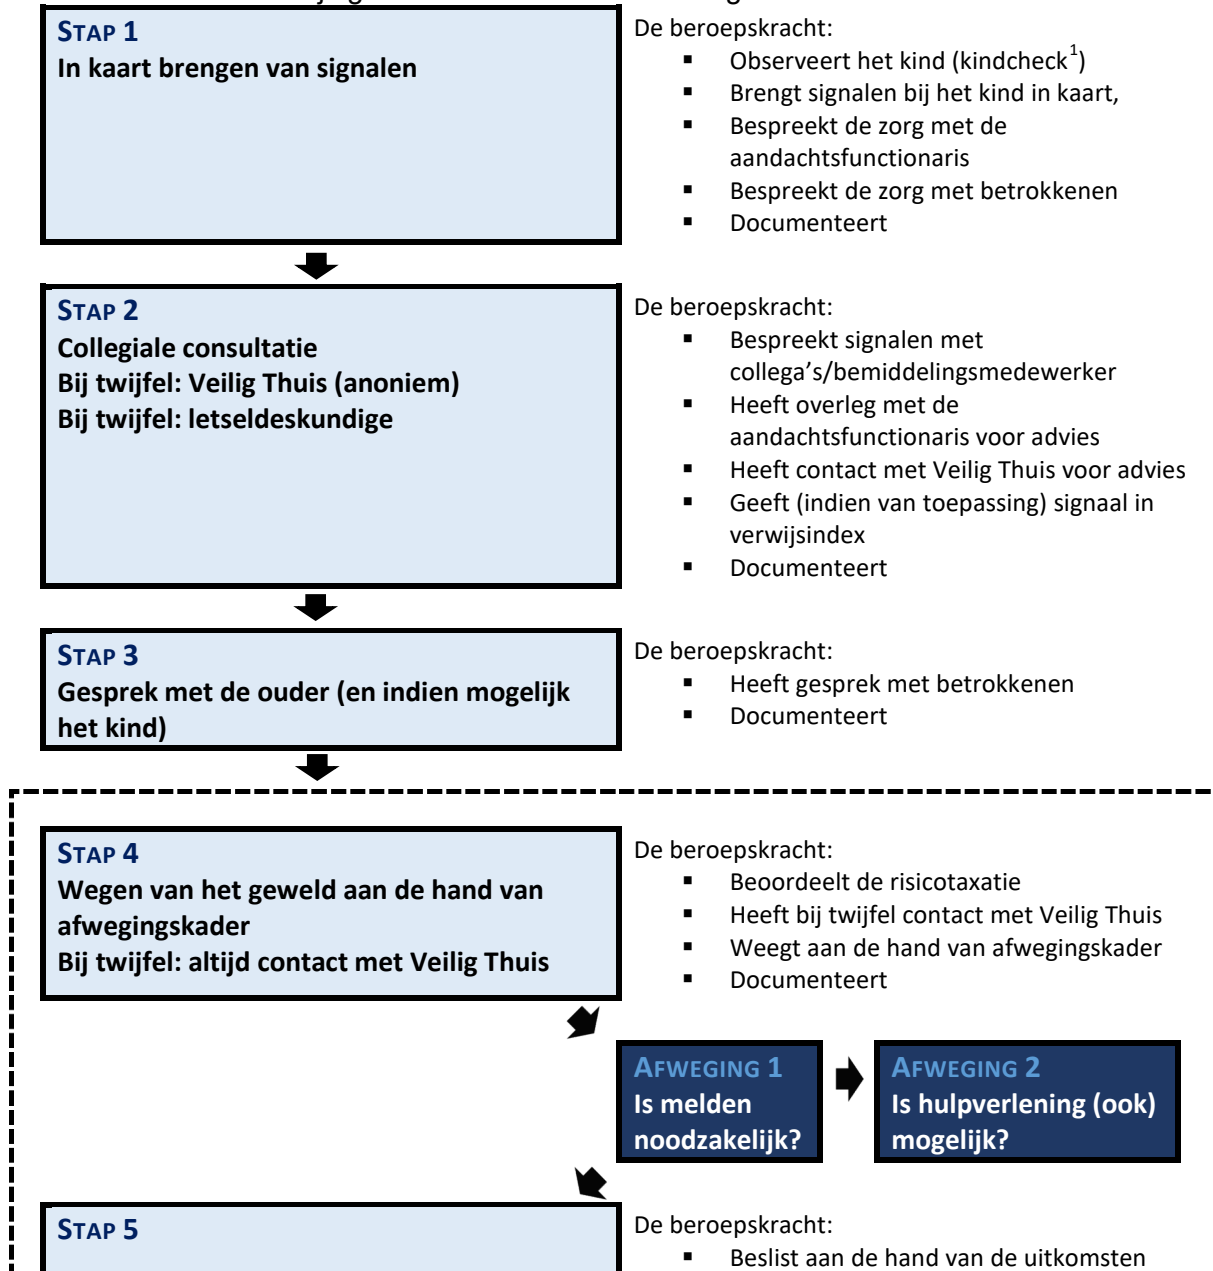 STAP 1
In kaart brengen van signalen
De beroepskracht:
▪ Observeert het kind (kindcheck¹)
▪ Brengt signalen bij het kind in kaart,
▪ Bespreekt de zorg met de
aandachtsfunctionaris
▪ Bespreekt de zorg met betrokkenen
▪ Documenteert
STAP 2
Collegiale consultatie
Bij twijfel: Veilig Thuis (anoniem)
Bij twijfel: letseldeskundige
De beroepskracht:
▪ Bespreekt signalen met
collega’s/bemiddelingsmedewerker
▪ Heeft overleg met de
aandachtsfunctionaris voor advies
▪ Heeft contact met Veilig Thuis voor advies
▪ Geeft (indien van toepassing) signaal in
verwijsindex
▪ Documenteert
STAP 3
Gesprek met de ouder (en indien mogelijk
het kind)
De beroepskracht:
▪ Heeft gesprek met betrokkenen
▪ Documenteert
STAP 4
Wegen van het geweld aan de hand van
afwegingskader
Bij twijfel: altijd contact met Veilig Thuis
De beroepskracht:
▪ Beoordeelt de risicotaxatie
▪ Heeft bij twijfel contact met Veilig Thuis
▪ Weegt aan de hand van afwegingskader
▪ Documenteert
AFWEGING 1
Is melden
noodzakelijk?
AFWEGING 2
Is hulpverlening (ook)
mogelijk?
STAP 5
De beroepskracht:
▪ Beslist aan de hand van de uitkomsten